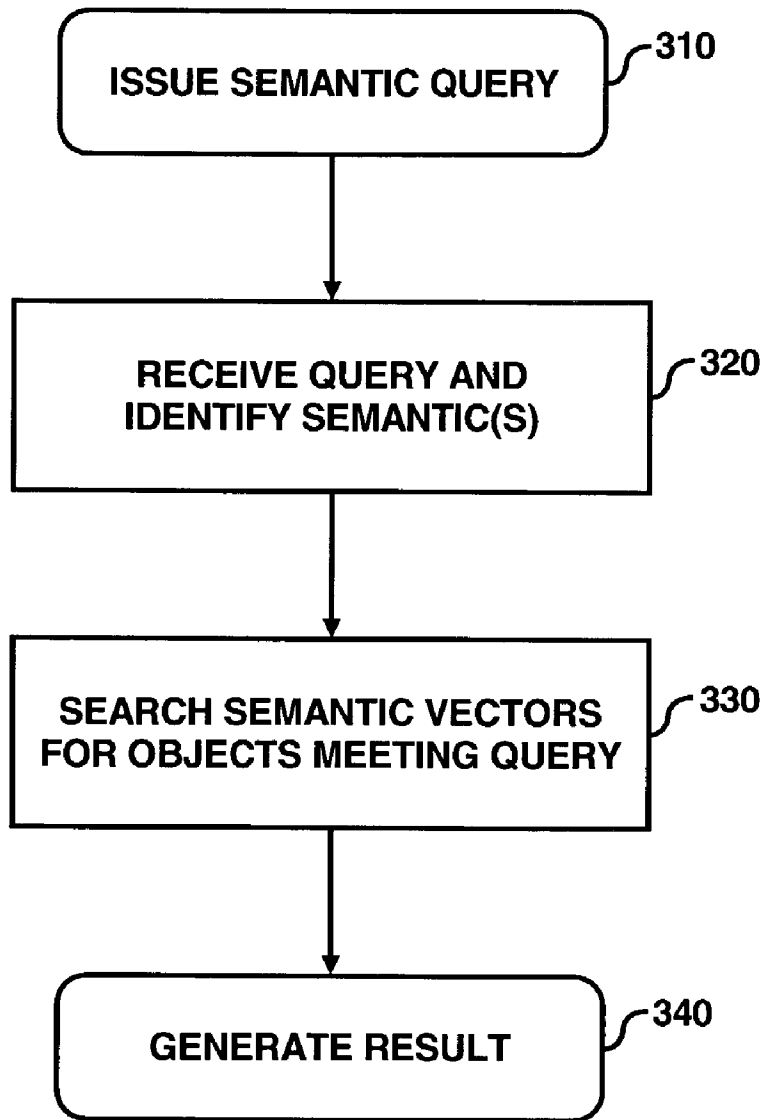 ISSUE SEMANTIC QUERY
310
RECEIVE QUERY AND
IDENTIFY SEMANTIC(S)
320
SEARCH SEMANTIC VECTORS
FOR OBJECTS MEETING QUERY
330
GENERATE RESULT
340